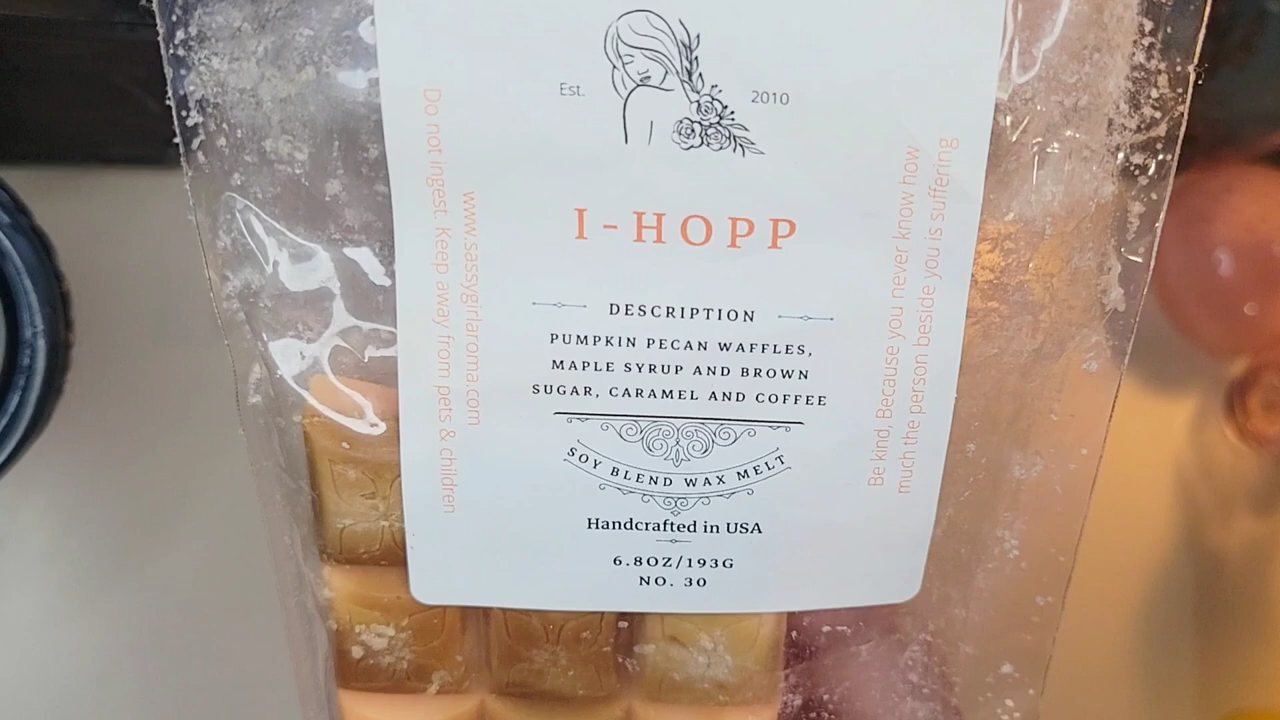 Est. 2010
I-HOPP
DESCRIPTION
PUMPKIN PECAN WAFFLES,
MAPLE SYRUP AND BROWN
SUGAR, CARAMEL AND COFFEE
SOY BLEND WAX MELT
Handcrafted in USA
6.8OZ/193G
NO. 30
www.sassygirlaroma.com
Do not ingest. Keep away from pets & children
Be kind, Because you never know how
much the person beside you is suffering